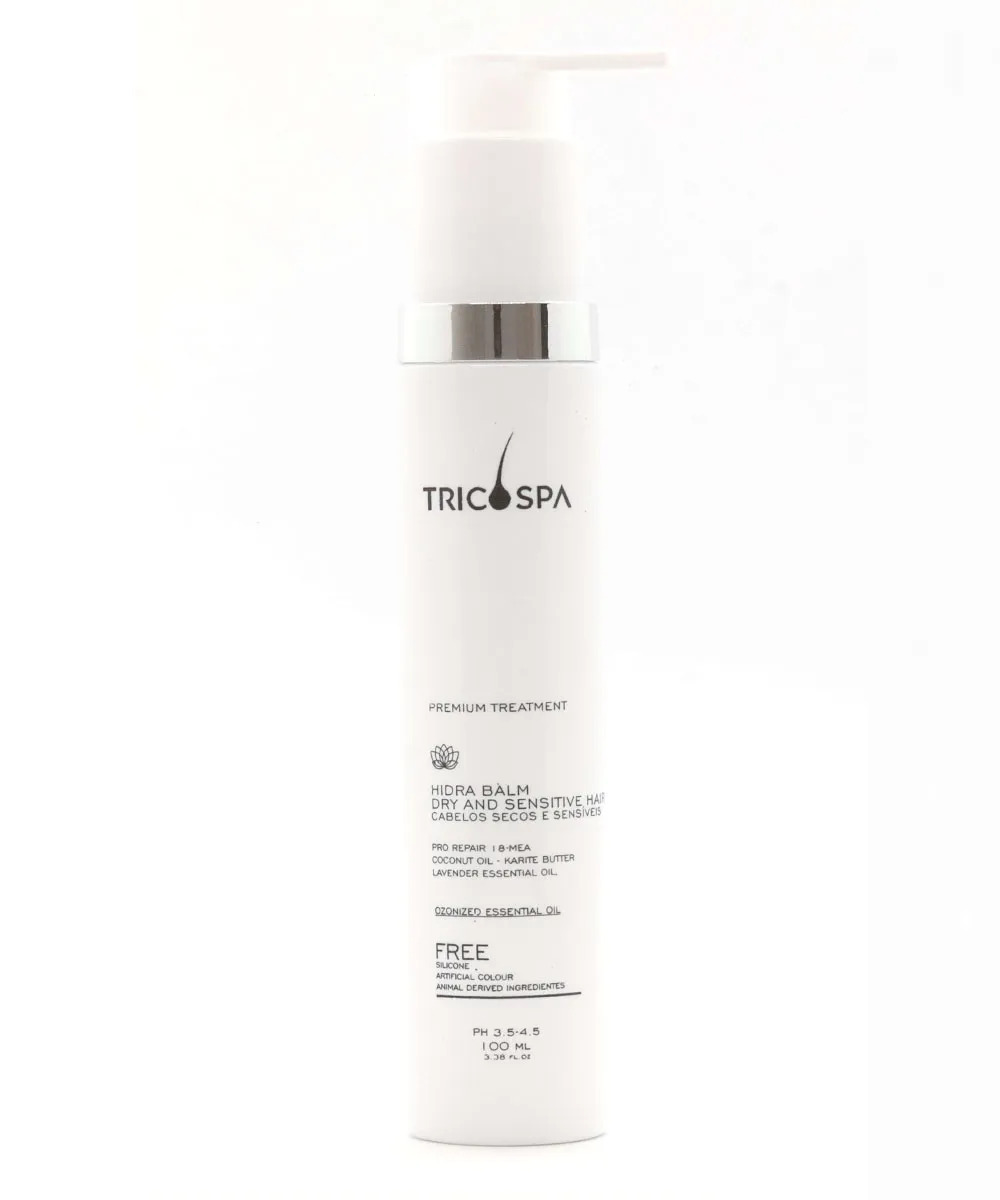 TRICOSPA
PREMIUM TREATMENT
HIDRA BÀLM
DRY AND SENSITIVE HAIR
CABELOS SECOS E SENSÍVEIS
PRO REPAIR 18-MEA
COCONUT OIL - KARITE BUTTER
LAVENDER ESSENTIAL OIL
OZONIZED ESSENTIAL OIL
FREE
SILICONE
ARTIFICIAL COLOUR
ANIMAL DERIVED INGREDIENTES
PH 3.5-4.5
100 ML
3.38 FL.OZ